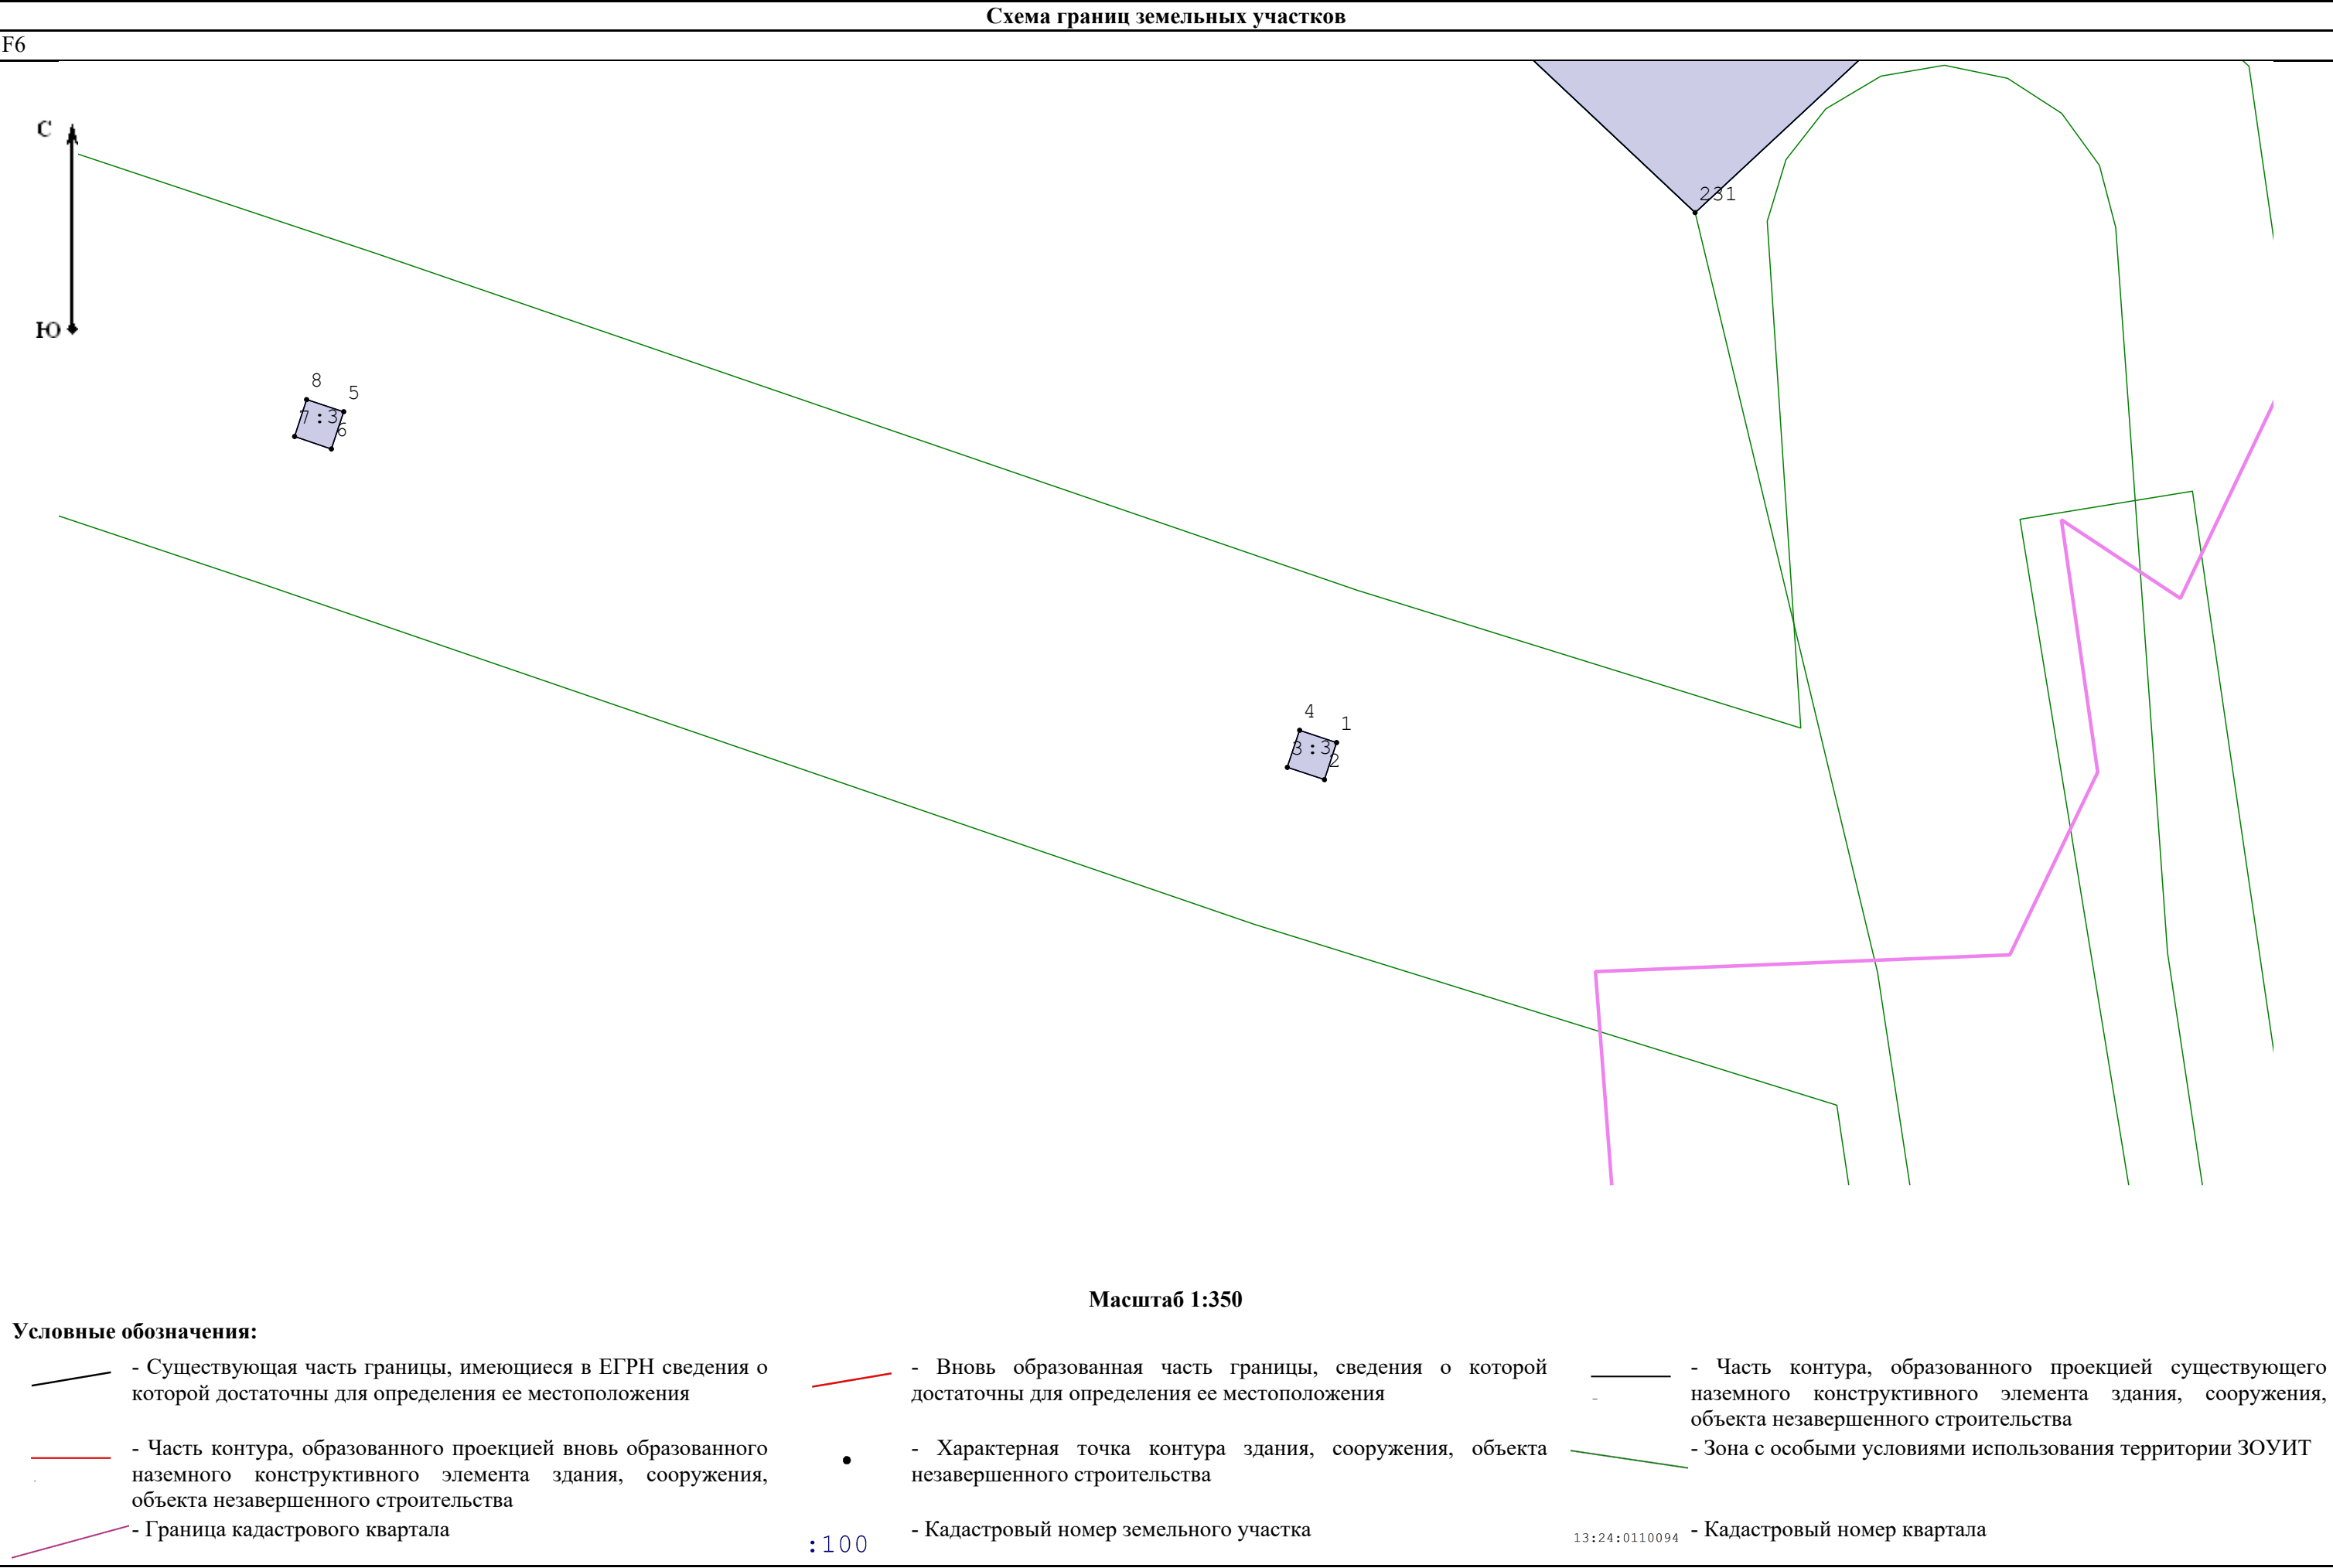 Схема границ земельных участков
F6
С
231
Ю
8
5
7 :3
6
4
1
3 :3
2
Масштаб 1:350
Условные обозначения:
- Существующая часть границы, имеющиеся в ЕГРН сведения о
которой достаточны для определения ее местоположения
- Вновь образованная часть границы, сведения о которой
достаточны для определения ее местоположения
- Часть контура, образованного проекцией существующего
наземного конструктивного элемента здания, сооружения,
объекта незавершенного строительства
- Часть контура, образованного проекцией вновь образованного
наземного конструктивного элемента здания, сооружения,
объекта незавершенного строительства
- Характерная точка контура здания, сооружения, объекта
незавершенного строительства
- Зона с особыми условиями использования территории ЗОУИТ
- Граница кадастрового квартала
:100
- Кадастровый номер земельного участка
13:24:0110094
- Кадастровый номер квартала